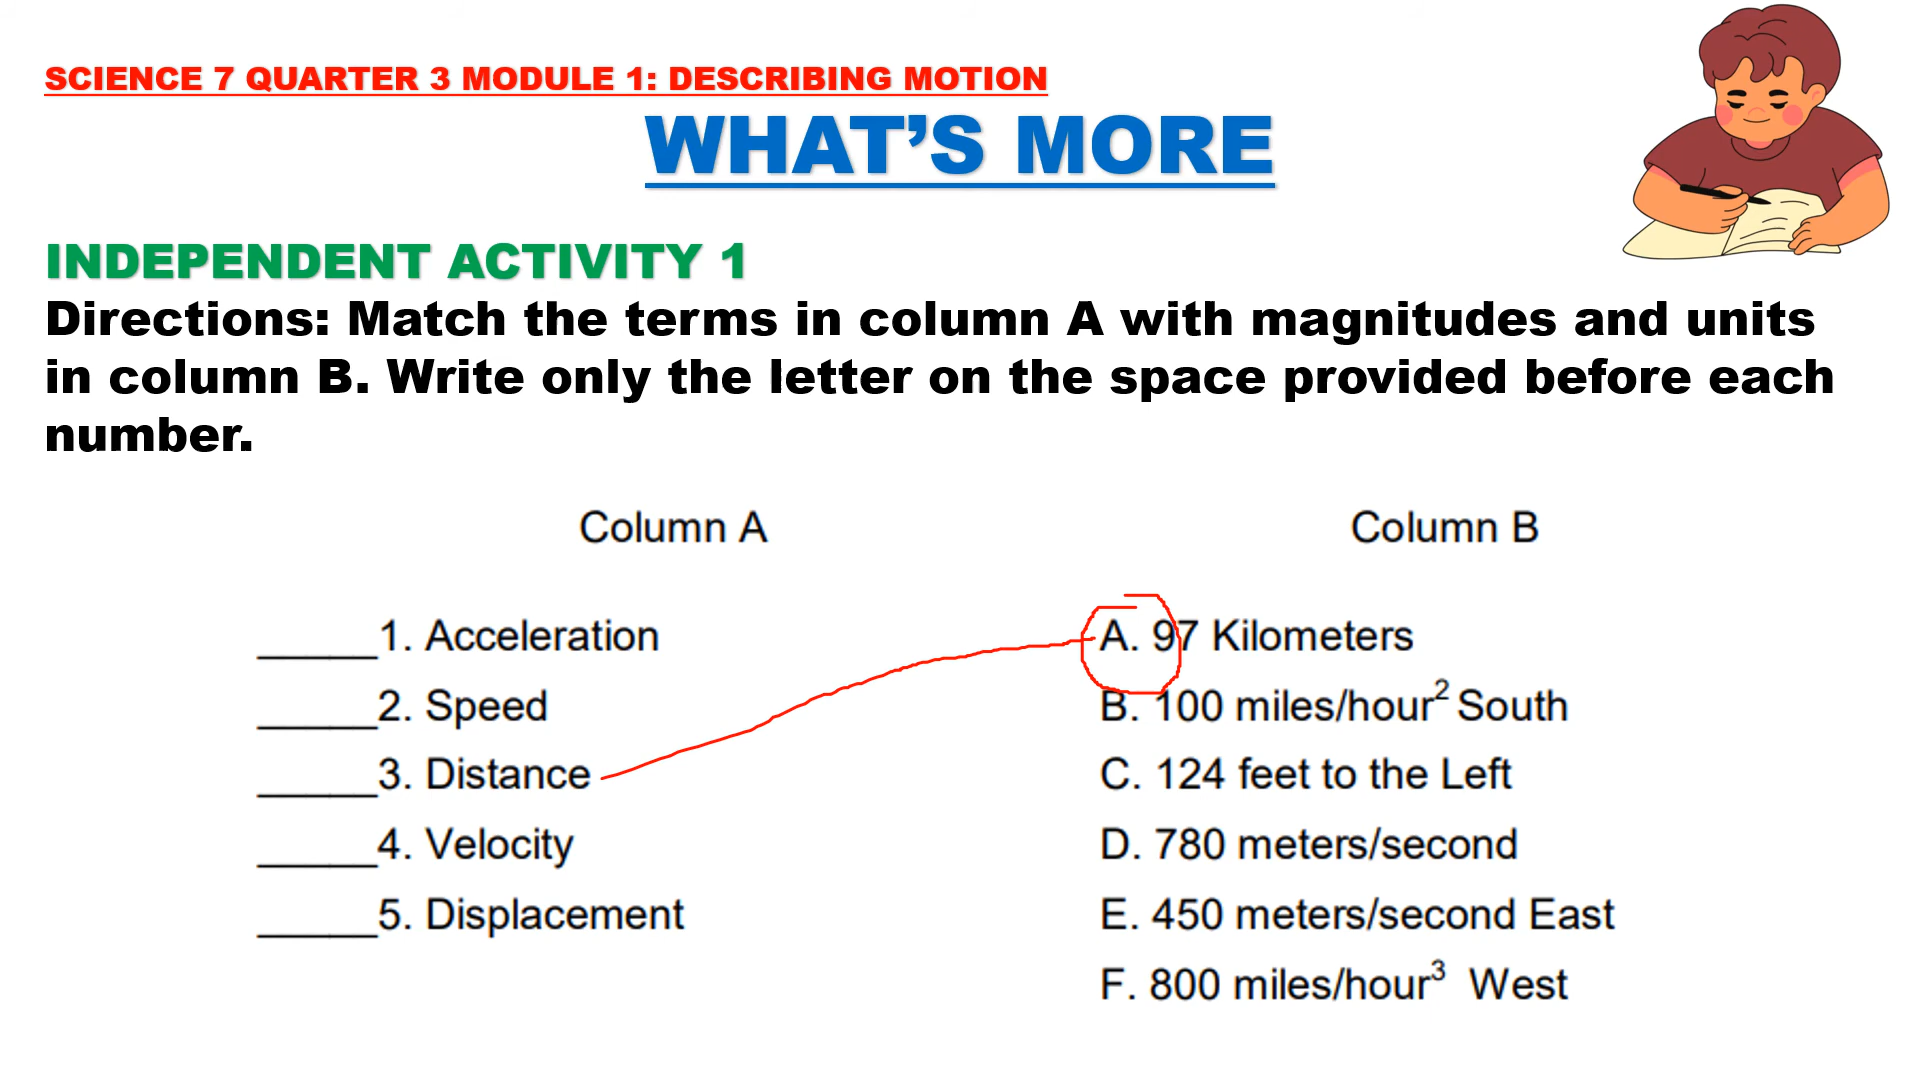 SCIENCE 7 QUARTER 3 MODULE 1: DESCRIBING MOTION
WHAT’S MORE
INDEPENDENT ACTIVITY 1
Directions: Match the terms in column A with magnitudes and units
in column B. Write only the letter on the space provided before each
number.
Column A
_____1. Acceleration
_____2. Speed
_____3. Distance
_____4. Velocity
_____5. Displacement
Column B
A. 97 Kilometers
B. 100 miles/hour² South
C. 124 feet to the Left
D. 780 meters/second
E. 450 meters/second East
F. 800 miles/hour³ West